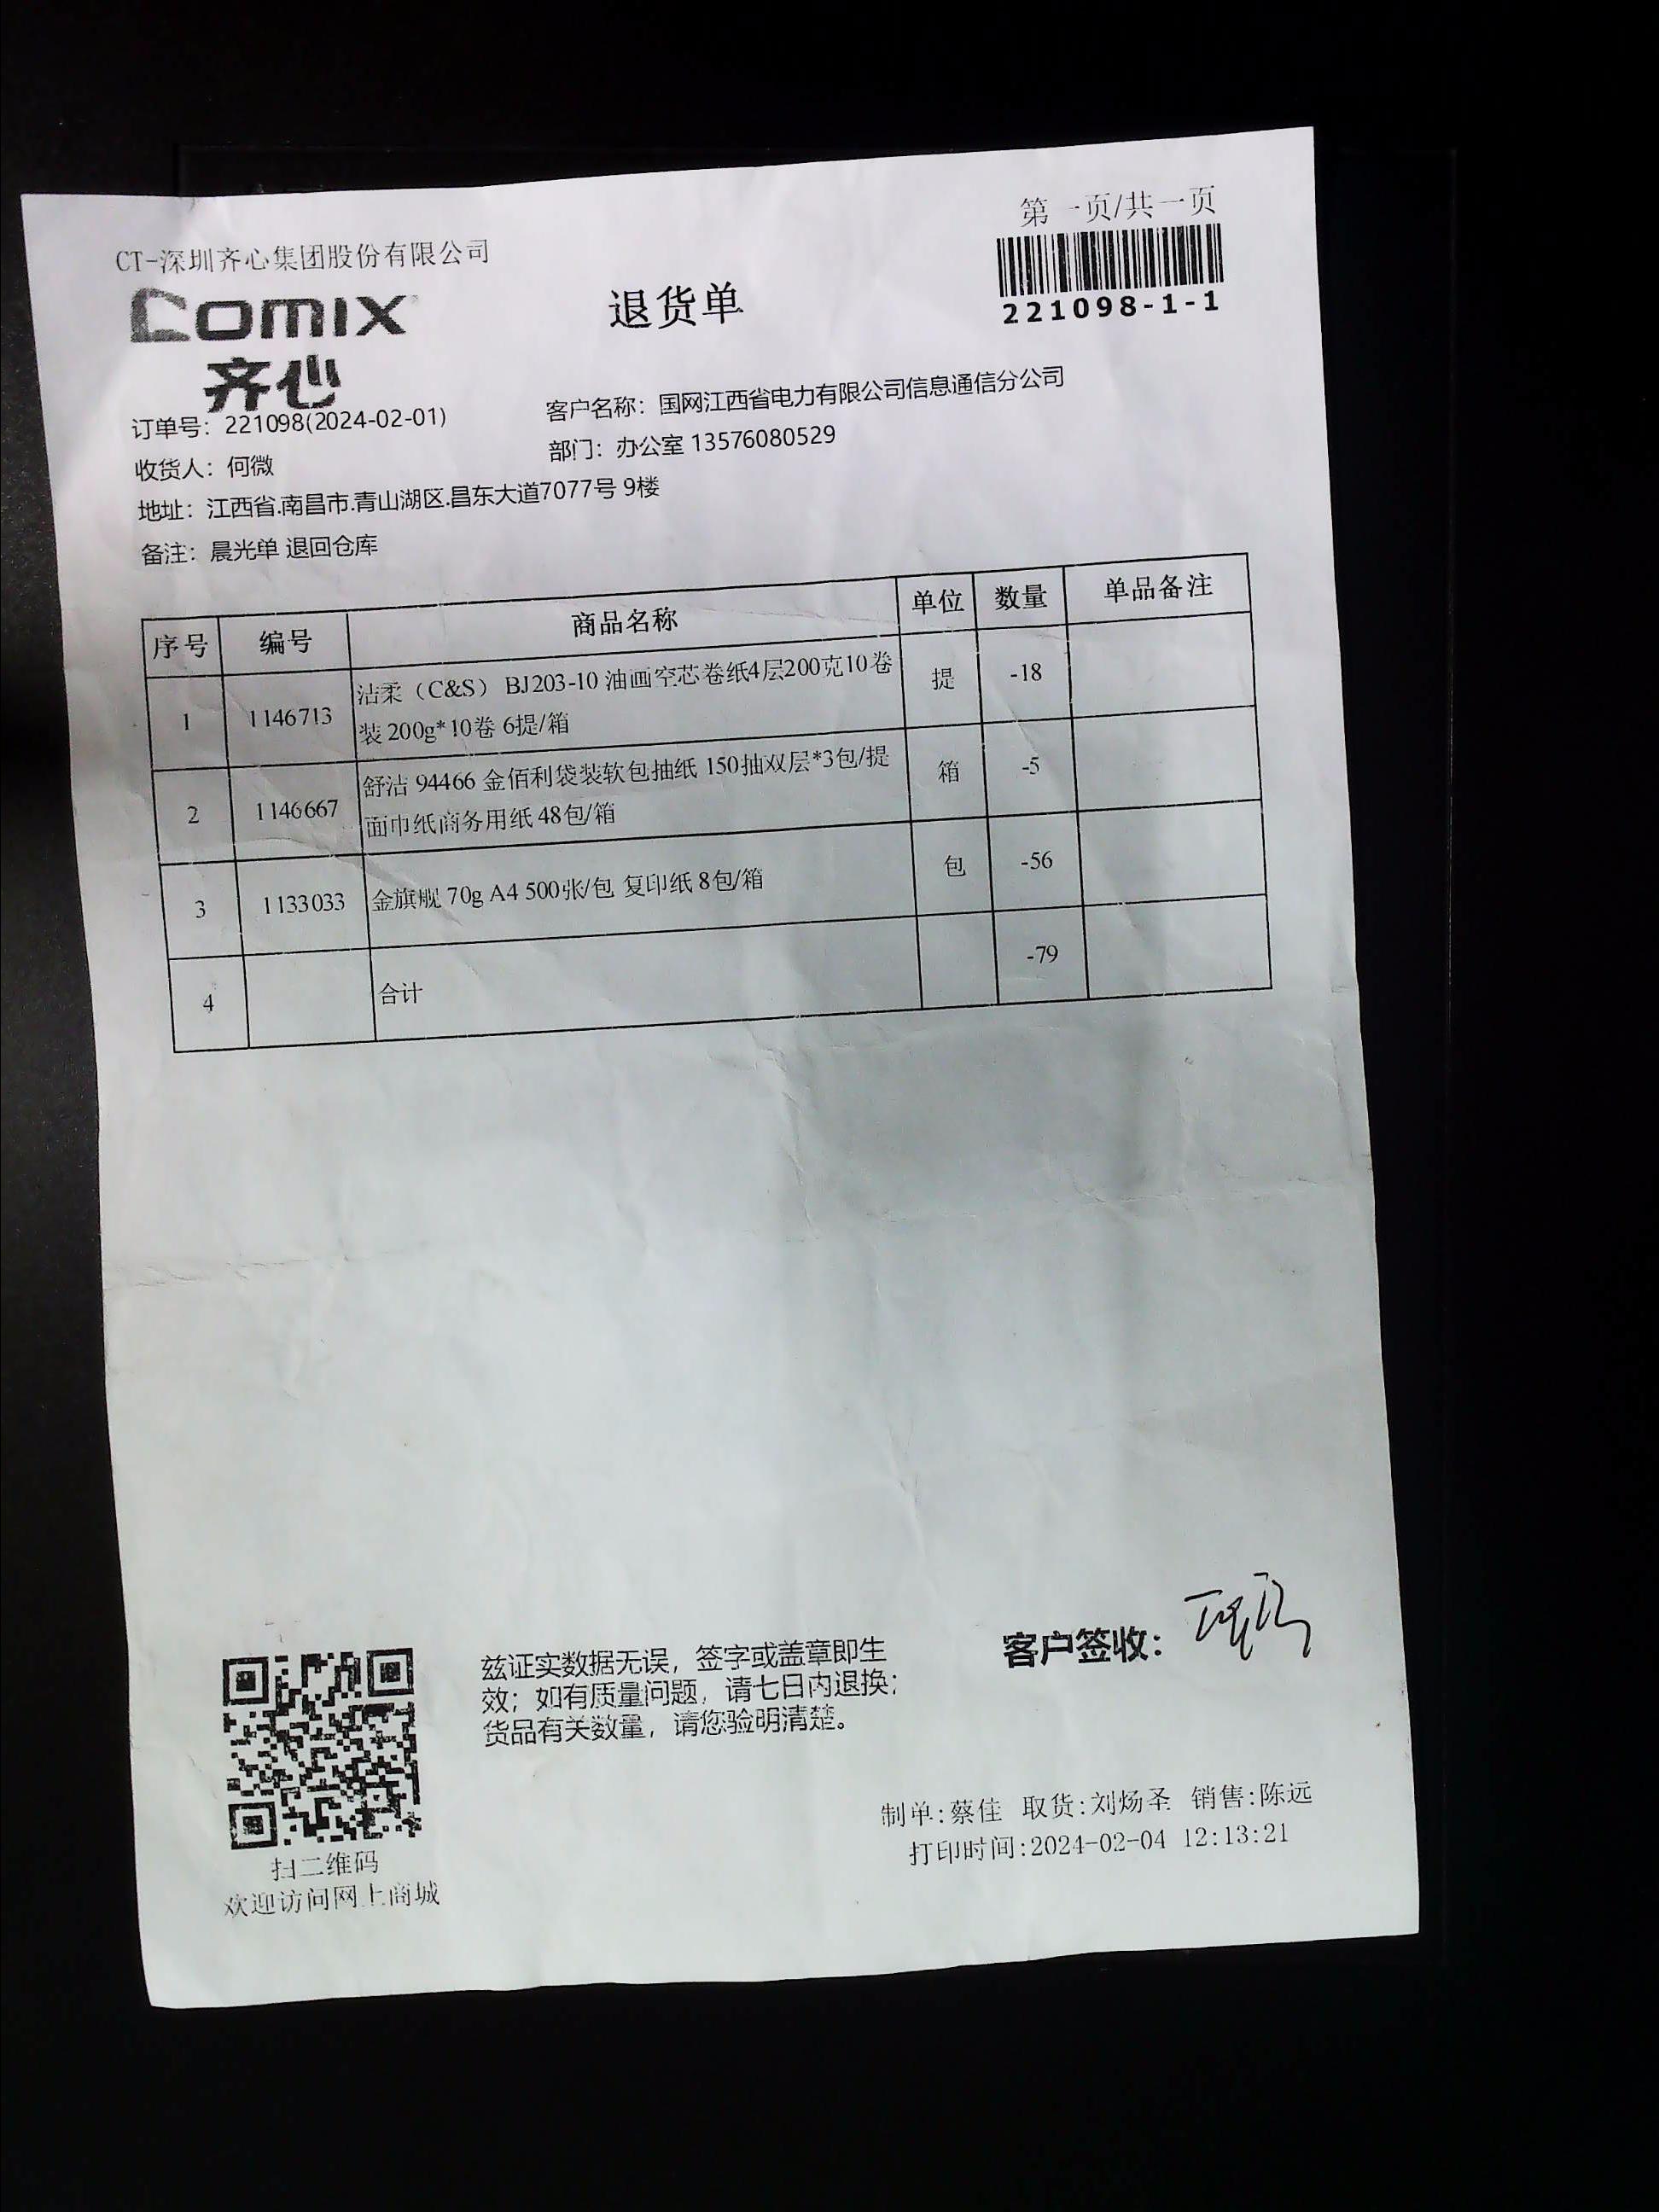 第一页/共一页
CT-深圳齐心集团股份有限公司
COMIX
齐心
退货单
221098-1-1
订单号：221098(2024-02-01)
客户名称：国网江西省电力有限公司信息通信分公司
收货人：何微
部门：办公室 13576080529
地址：江西省.南昌市.青山湖区.昌东大道7077号 9楼
备注：晨光单 退回仓库
序号 编号 商品名称 单位 数量 单品备注
1 1146713 洁柔（C&S） BJ203-10 油画空芯卷纸4层200克10卷 提 -18
装 200g*10卷 6提/箱
2 1146667 舒洁 94466 金佰利袋装软包抽纸 150抽双层*3包/提 箱 -5
面巾纸商务用纸 48包/箱
3 1133033 金旗舰 70g A4 500张/包 复印纸 8包/箱 包 -56
4 合计 -79
兹证实数据无误，签字或盖章即生
效；如有质量问题，请七日内退换；
货品有关数量，请您验明清楚。
客户签收：
扫二维码
欢迎访问网上商城
制单:蔡佳 取货:刘炀圣 销售:陈远
打印时间:2024-02-04 12:13:21